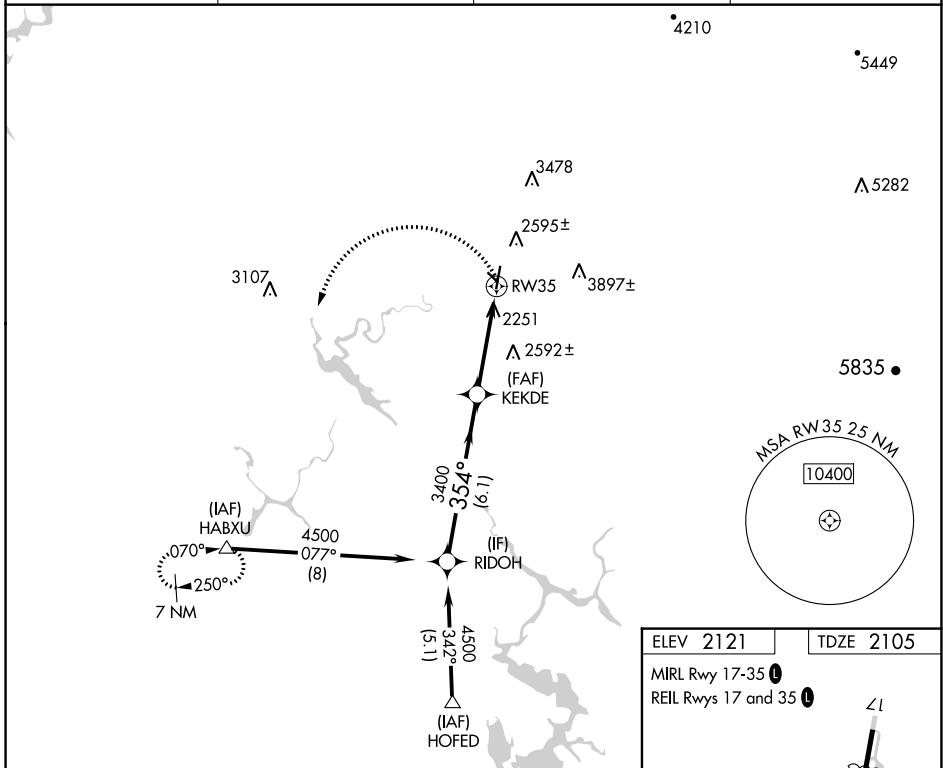 4210
5449
3478
5282
2595±
3107
RW35
3897±
2251
2592±
(FAF)
KEKDE
5835
MSA RW35 25 NM
10400
3400
354°
(6.1)
(IAF)
HABXU
4500
077°
(8)
(IF)
RIDOH
070°
250°
7 NM
4500
342°
(5.1)
(IAF)
HOFED
ELEV 2121
TDZE 2105
MIRL Rwy 17-35 L
REIL Rwys 17 and 35 L
17